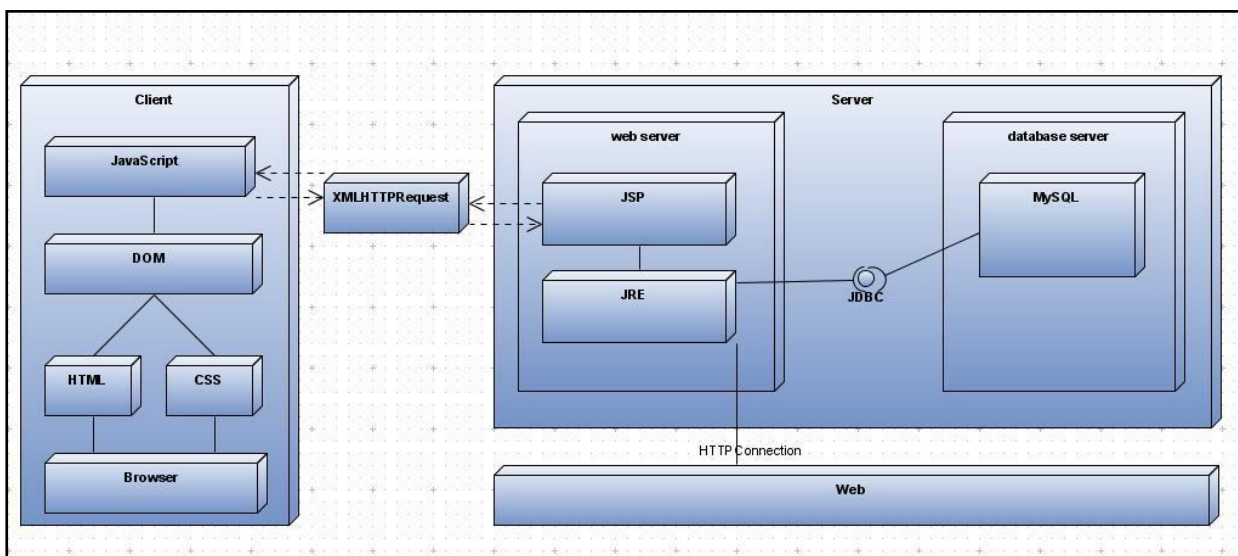 Client
JavaScript
DOM
HTML
CSS
Browser
XMLHTTPRequest
Server
web server
JSP
JRE
JDBC
database server
MySQL
HTTP Connection
Web